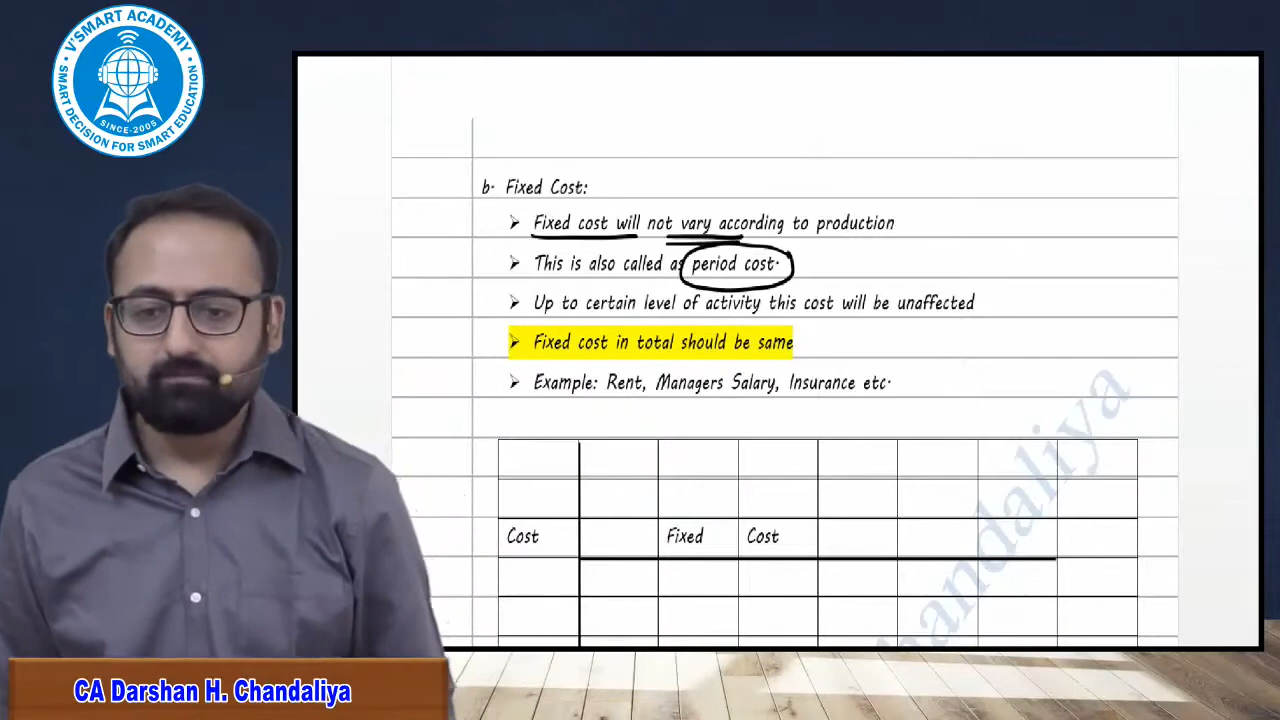 V'SMART ACADEMY
SINCE-2005
SMART DECISION FOR SMART EDUCATION
b. Fixed Cost:
➤ Fixed cost will not vary according to production
➤ This is also called as period cost.
➤ Up to certain level of activity this cost will be unaffected
➤ Fixed cost in total should be same
➤ Example: Rent, Managers Salary, Insurance etc.
Cost Fixed Cost
CA Darshan H. Chandaliya